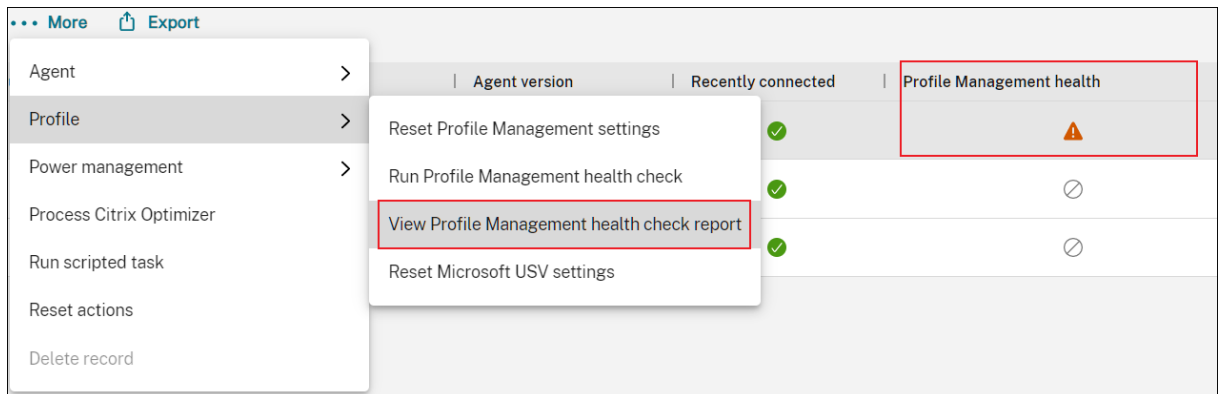 ••• More Export
Agent
Agent version Recently connected Profile Management health
Profile
Reset Profile Management settings
Power management
Run Profile Management health check
Process Citrix Optimizer
View Profile Management health check report
Run scripted task
Reset Microsoft USV settings
Reset actions
Delete record